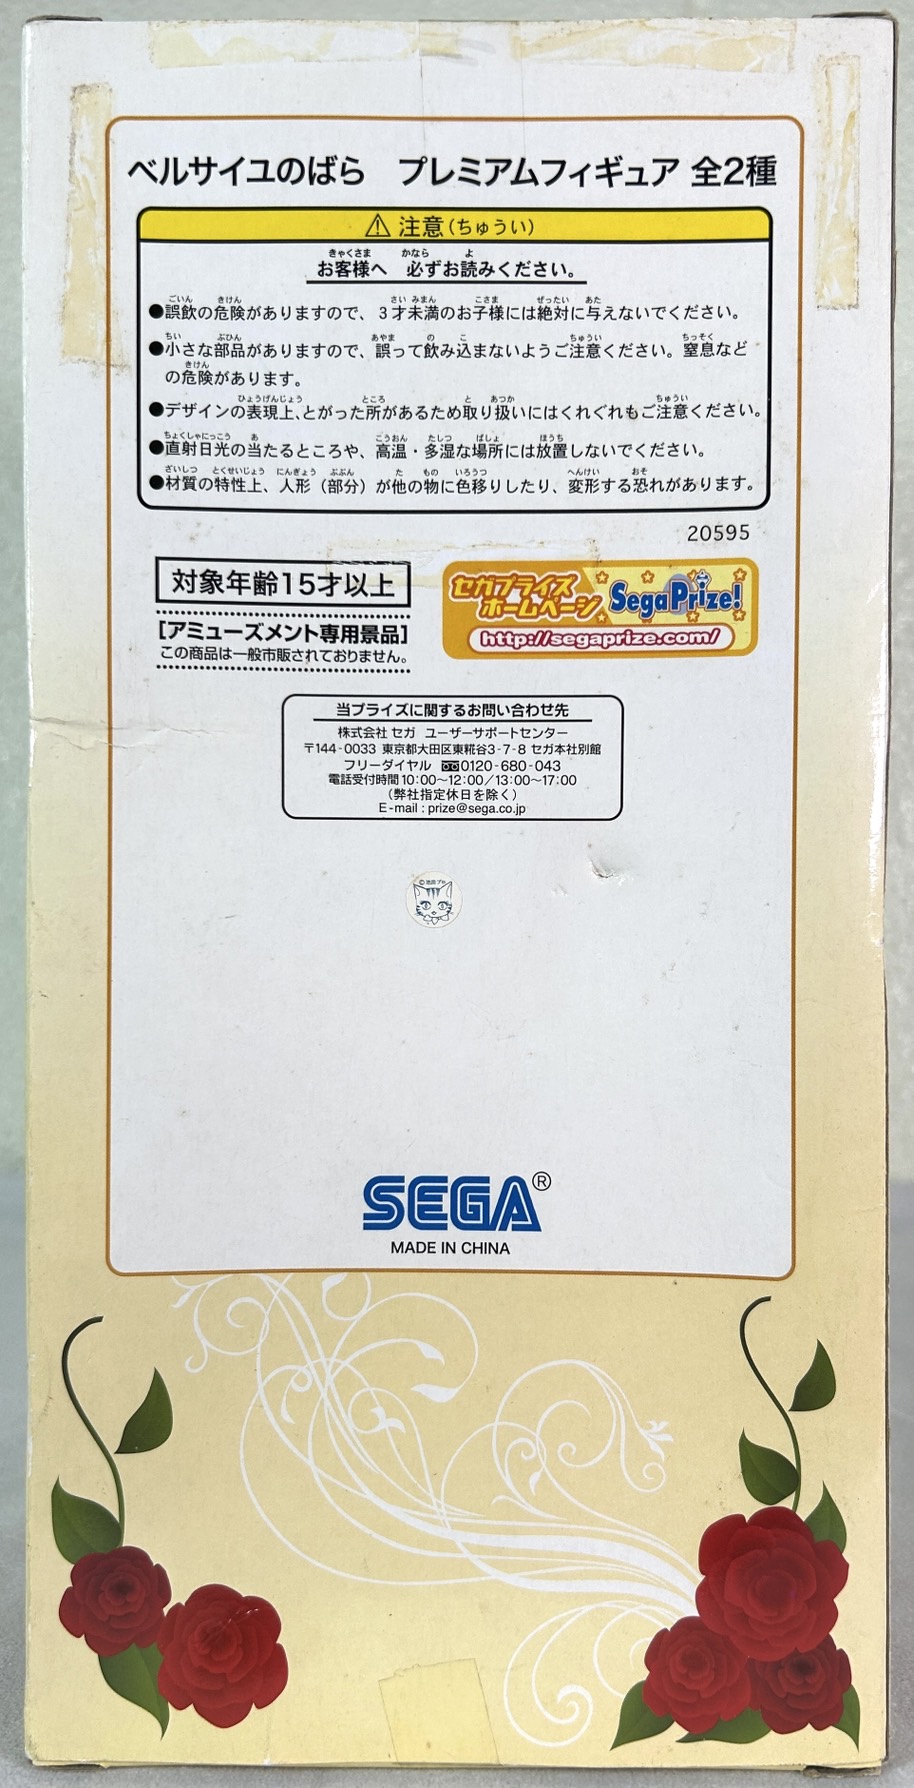 ベルサイユのばら　プレミアムフィギュア 全2種
⚠ 注意(ちゅうい)
お客様へ　必ずお読みください。
●誤飲の危険がありますので、３才未満のお子様には絶対に与えないでください。
●小さな部品がありますので、誤って飲み込まないようご注意ください。窒息など
の危険があります。
●デザインの表現上、とがった所があるため取り扱いにはくれぐれもご注意ください。
●直射日光の当たるところや、高温・多湿な場所には放置しないでください。
●材質の特性上、人形（部分）が他の物に色移りしたり、変形する恐れがあります。
20595
対象年齢15才以上
[アミューズメント専用景品]
この商品は一般市販されておりません。
セガプライズ
ホームページ
SegaPrize!
http://segaprize.com/
当プライズに関するお問い合わせ先
株式会社 セガ ユーザーサポートセンター
〒144-0033 東京都大田区東糀谷3-7-8 セガ本社別館
フリーダイヤル 0120-680-043
電話受付時間 10:00～12:00／13:00～17:00
（弊社指定休日を除く）
E-mail : prize@sega.co.jp
©池田プロ
SEGA®
MADE IN CHINA